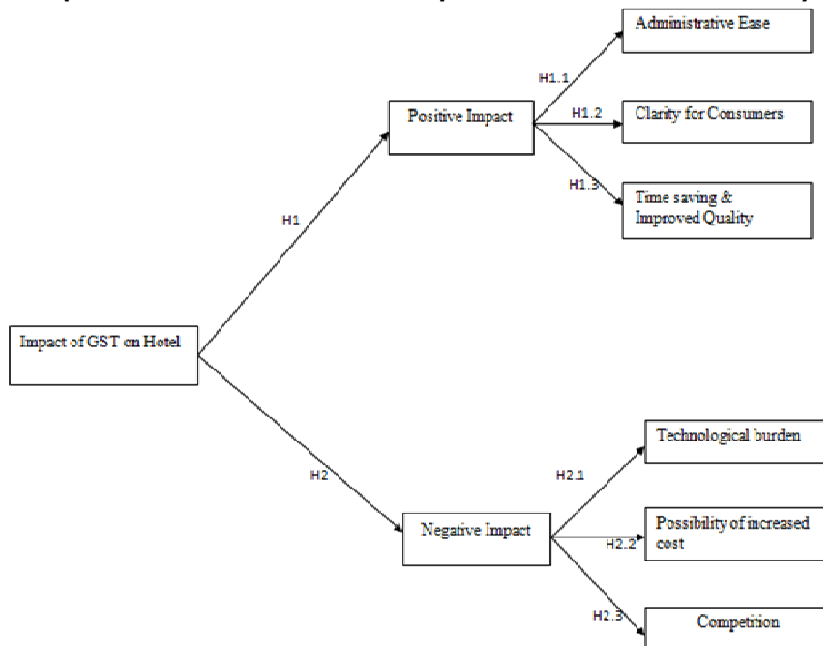 Administrative Ease
H1.1
Positive Impact
H1.2
Clarity for Consumers
H1.3
Time saving &
Improved Quality
H1
Impact of GST on Hotel
H2
Technological burden
H2.1
Negative Impact
H2.2
Possibility of increased
cost
H2.3
Competition